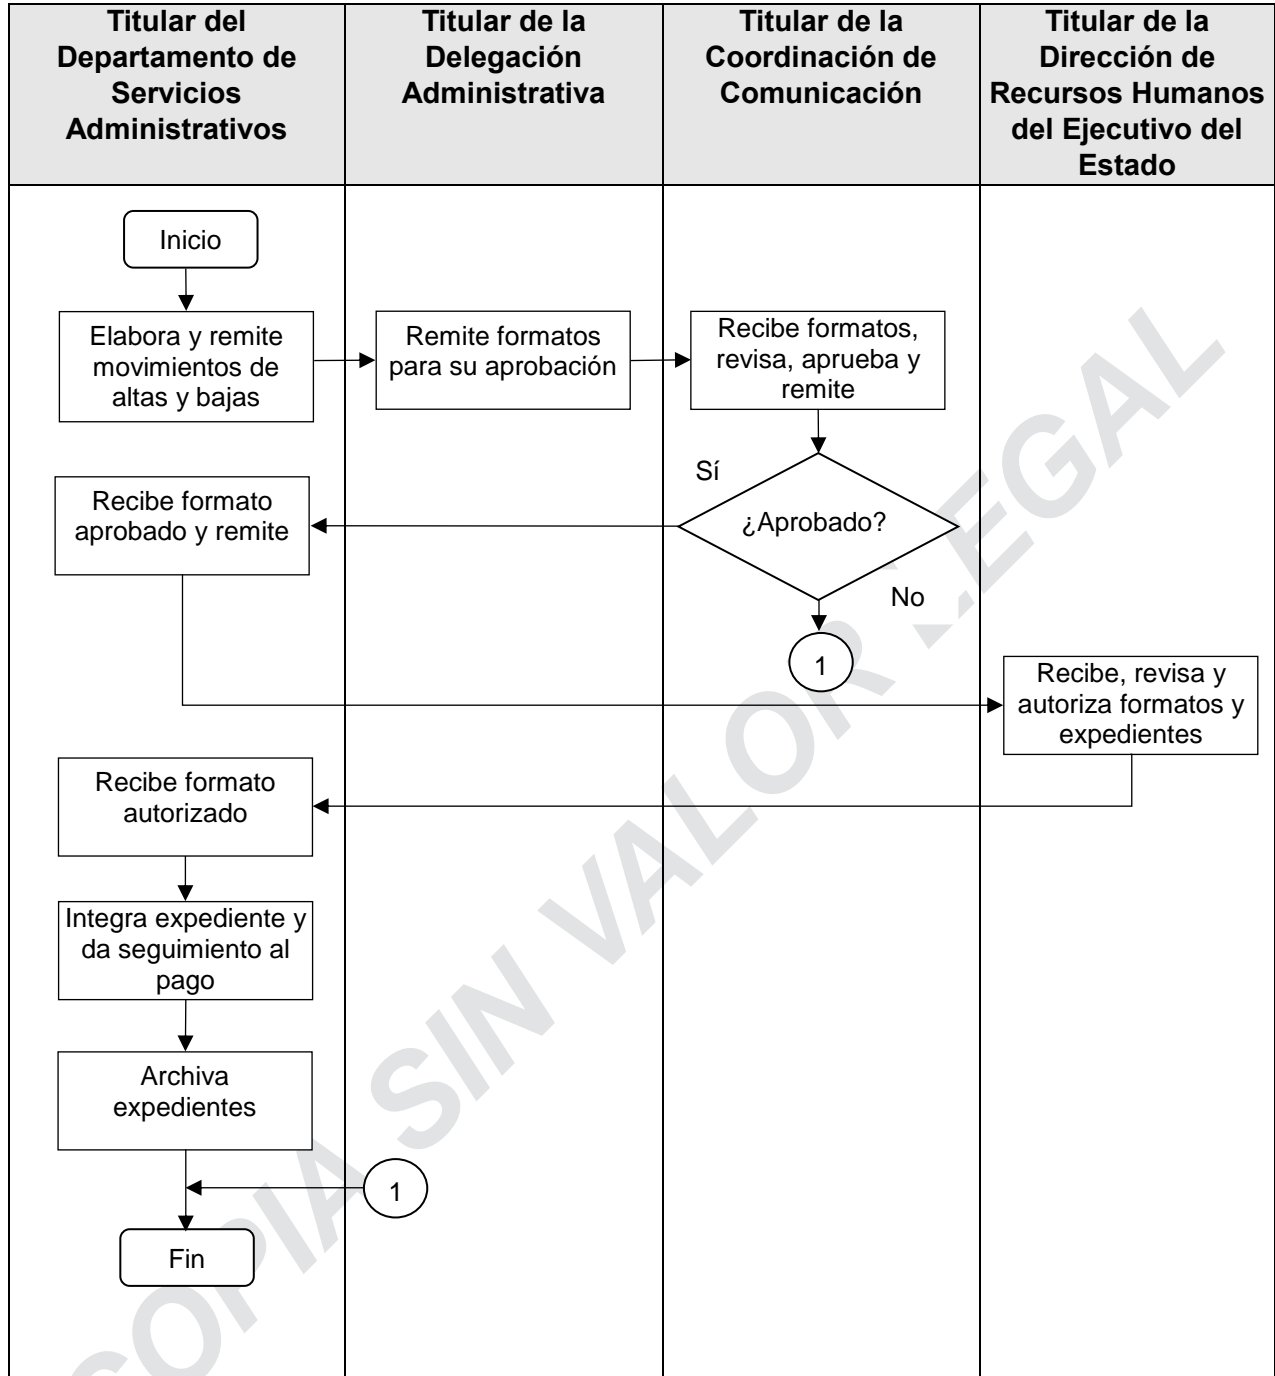 Titular del
Departamento de
Servicios
Administrativos
Titular de la
Delegación
Administrativa
Titular de la
Coordinación de
Comunicación
Titular de la
Dirección de
Recursos Humanos
del Ejecutivo del
Estado
Inicio
Elabora y remite
movimientos de
altas y bajas
Remite formatos
para su aprobación
Recibe formatos,
revisa, aprueba y
remite
Sí
¿Aprobado?
No
1
Recibe formato
aprobado y remite
Recibe, revisa y
autoriza formatos y
expedientes
Recibe formato
autorizado
Integra expediente y
da seguimiento al
pago
Archiva
expedientes
1
Fin
COPIA SIN VALOR LEGAL